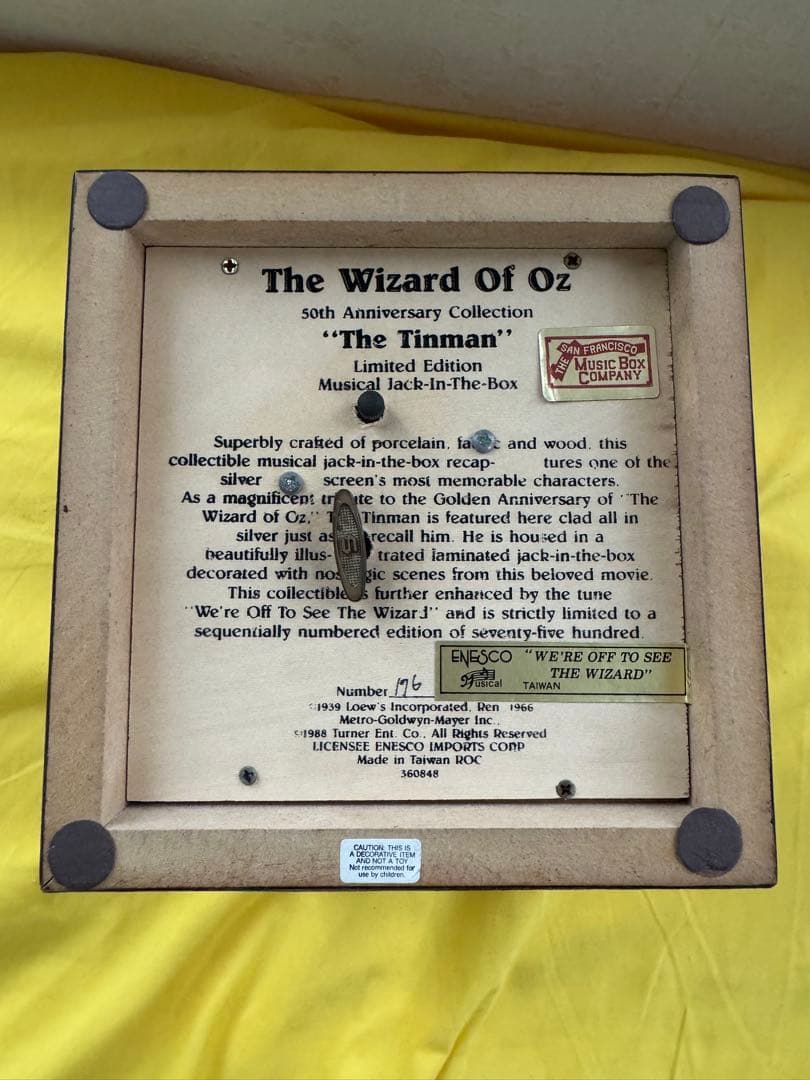 The Wizard Of Oz
50th Anniversary Collection
"The Tinman"
Limited Edition
Musical Jack-In-The-Box
THE SAN FRANCISCO
MUSIC BOX
COMPANY
Superbly crafted of porcelain, and wood, this
collectible musical jack-in-the-box recap- tures one of the
silver screen's most memorable characters.
As a magnificent to the Golden Anniversary of "The
Wizard of Oz," Tinman is featured here clad all in
silver just as recall him. He is housed in a
beautifully illus- trated laminated jack-in-the-box
decorated with scenes from this beloved movie.
This collectible is further enhanced by the tune
"We're Off To See The Wizard" and is strictly limited to a
sequentially numbered edition of seventy-five hundred.
ENESCO "WE'RE OFF TO SEE
Musical THE WIZARD"
TAIWAN
Number 176
©1939 Loew's Incorporated, Ren 1966
Metro-Goldwyn-Mayer Inc.,
©1988 Turner Ent. Co., All Rights Reserved
LICENSEE ENESCO IMPORTS CORP
Made in Taiwan ROC
360848
CAUTION: THIS IS
A DECORATIVE ITEM
AND NOT A TOY
Not recommended for
use by children.
S